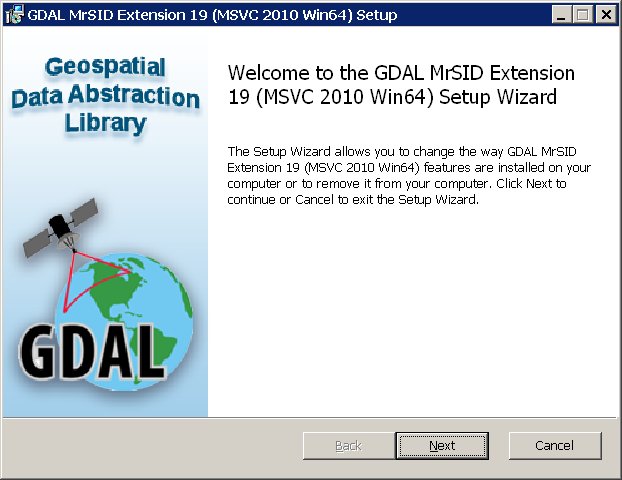 GDAL MrSID Extension 19 (MSVC 2010 Win64) Setup
Geospatial
Data Abstraction
Library
GDAL
Welcome to the GDAL MrSID Extension
19 (MSVC 2010 Win64) Setup Wizard
The Setup Wizard allows you to change the way GDAL MrSID
Extension 19 (MSVC 2010 Win64) features are installed on your
computer or to remove it from your computer. Click Next to
continue or Cancel to exit the Setup Wizard.
Back
Next
Cancel